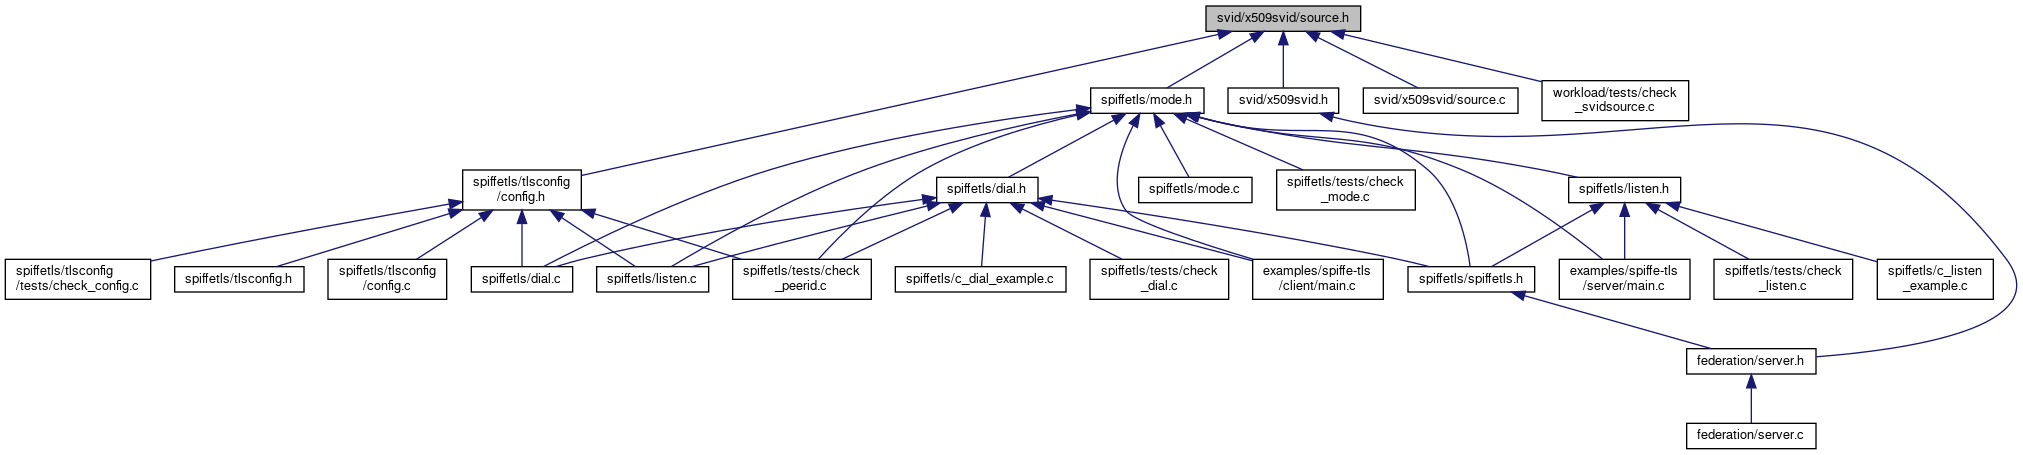 svid/x509svid/source.h
spiffetls/mode.h
svid/x509svid.h
svid/x509svid/source.c
workload/tests/check
_svidsource.c
spiffetls/tlsconfig
/config.h
spiffetls/dial.h
spiffetls/mode.c
spiffetls/tests/check
_mode.c
spiffetls/listen.h
spiffetls/tlsconfig
/tests/check_config.c
spiffetls/tlsconfig.h
spiffetls/tlsconfig
/config.c
spiffetls/dial.c
spiffetls/listen.c
spiffetls/tests/check
_peerid.c
spiffetls/c_dial_example.c
spiffetls/tests/check
_dial.c
examples/spiffe-tls
/client/main.c
spiffetls/spiffetls.h
examples/spiffe-tls
/server/main.c
spiffetls/tests/check
_listen.c
spiffetls/c_listen
_example.c
federation/server.h
federation/server.c